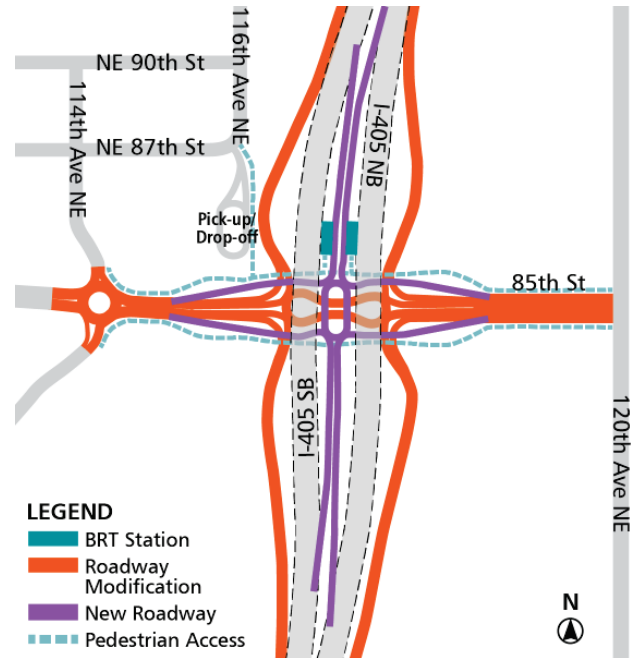 116th Ave NE
NE 90th St
114th Ave NE
NE 87th St
I-405 NB
Pick-up/
Drop-off
85th St
I-405 SB
120th Ave NE
LEGEND
BRT Station
Roadway
Modification
New Roadway
Pedestrian Access
N